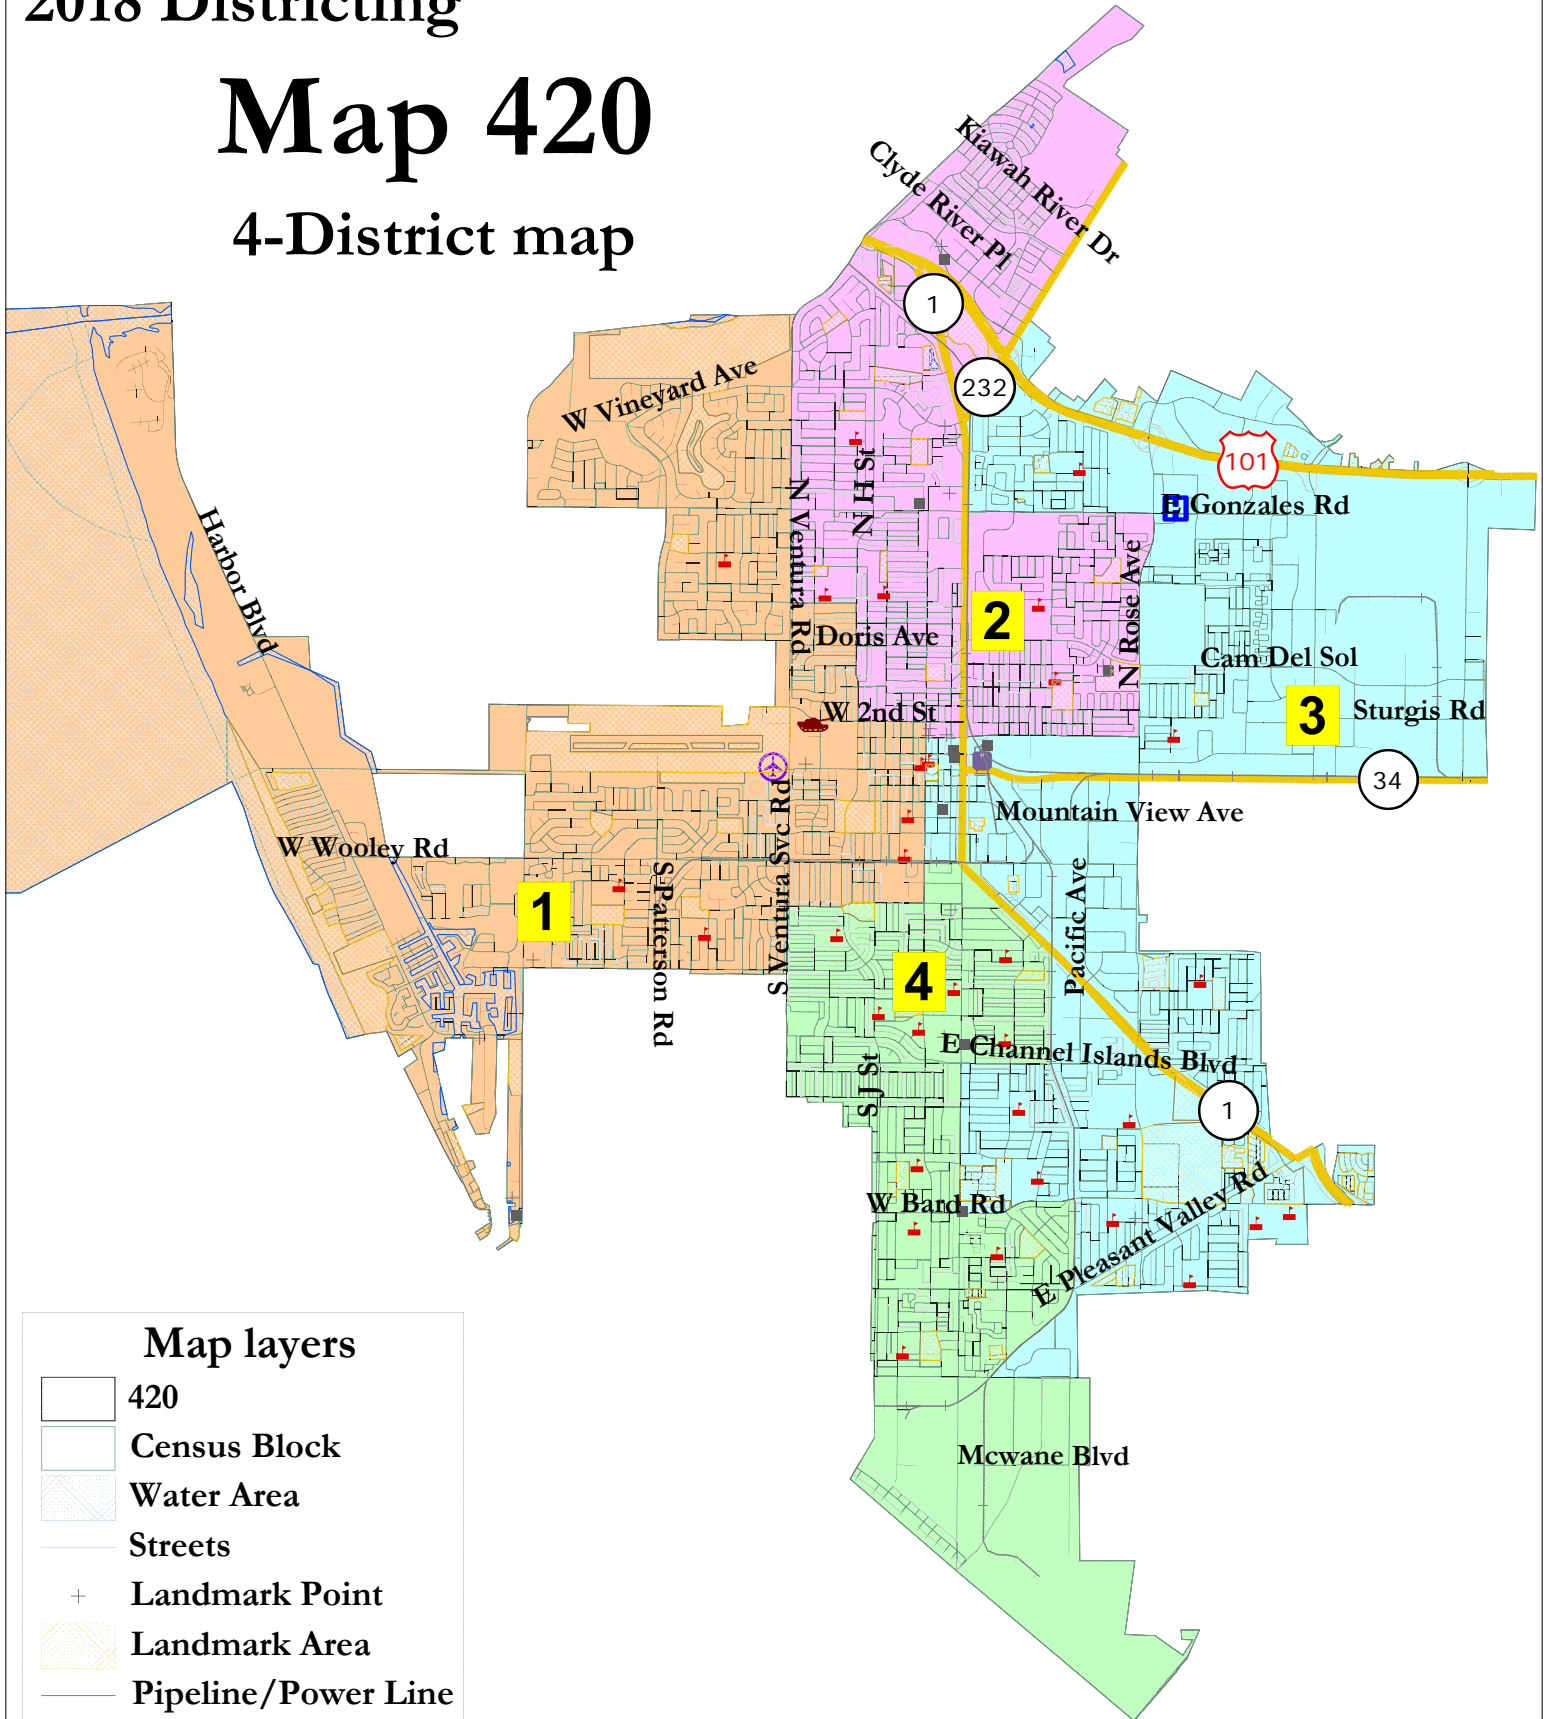 2018 Districting
Map 420
4-District map
Kiawah River Dr
Clyde River Pl
1
232
W Vineyard Ave
101
N H St
N Ventura Rd
E Gonzales Rd
H
Harbor Blvd
N Rose Ave
2
Doris Ave
Cam Del Sol
3
Sturgis Rd
W 2nd St
34
Mountain View Ave
S Ventura Svc Rd
W Wooley Rd
S Patterson Rd
Pacific Ave
1
4
E Channel Islands Blvd
S J St
1
W Bard Rd
E Pleasant Valley Rd
Mcwane Blvd
Map layers
420
Census Block
Water Area
Streets
Landmark Point
Landmark Area
Pipeline/Power Line